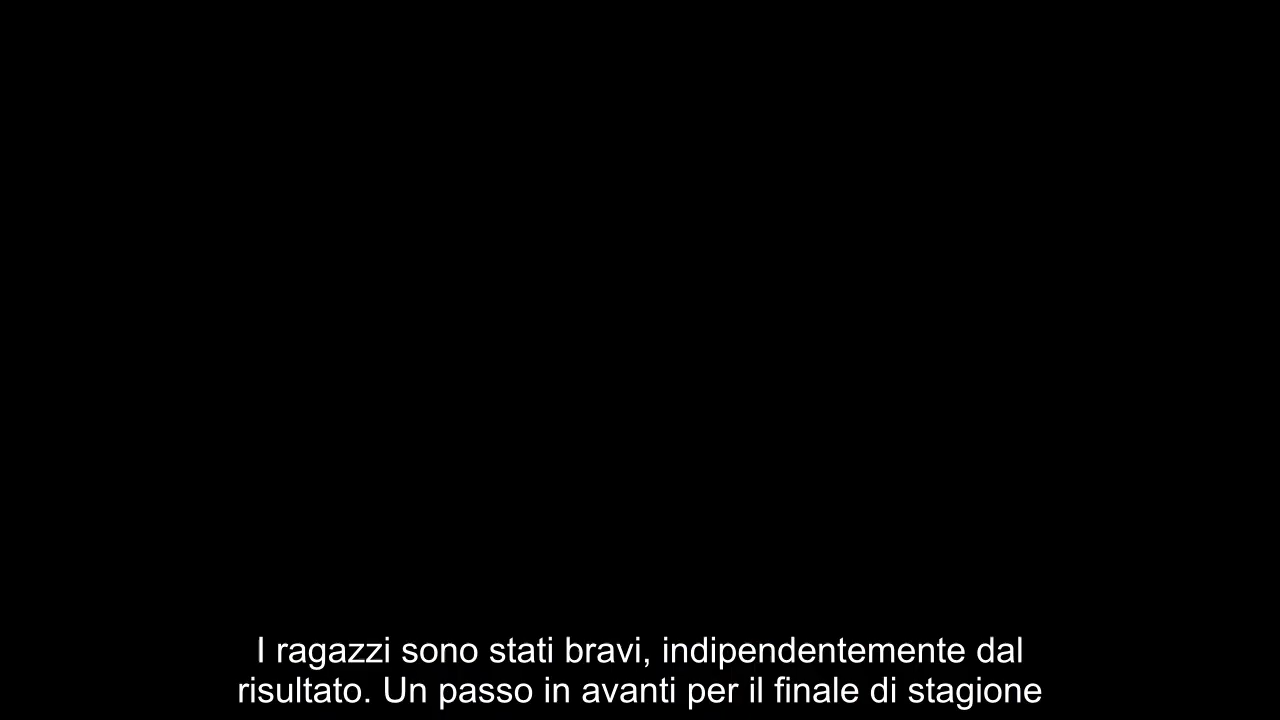 I ragazzi sono stati bravi, indipendentemente dal
risultato. Un passo in avanti per il finale di stagione